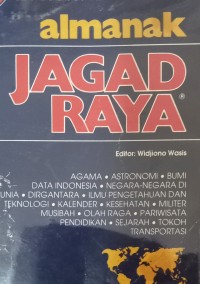 almanak
JAGAD
RAYA®
Editor: Widjiono Wasis
AGAMA • ASTRONOMI • BUMI
DATA INDONESIA • NEGARA-NEGARA DI
UNIA • DIRGANTARA • ILMU PENGETAHUAN DAN
TEKNOLOGI • KALENDER • KESEHATAN • MILITER
MUSIBAH • OLAH RAGA • PARIWISATA
PENDIDIKAN • SEJARAH • TOKOH
TRANSPORTASI